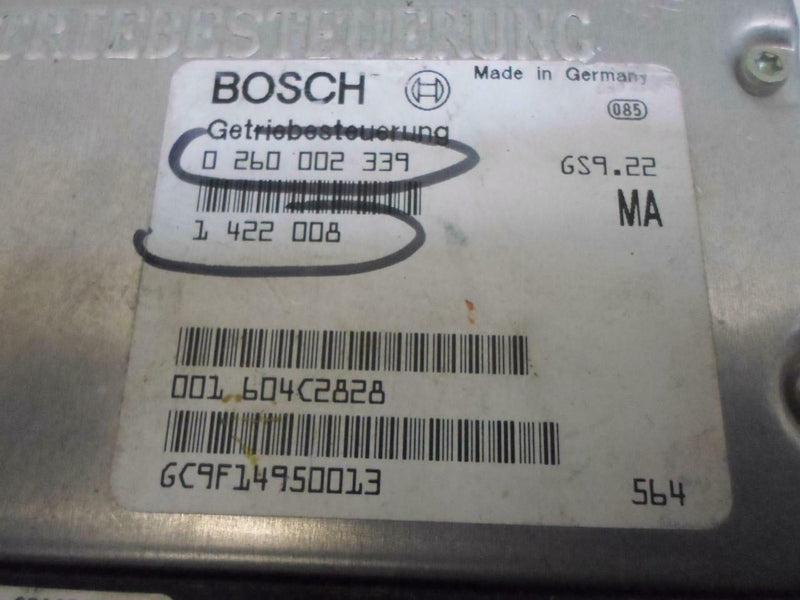 TRIEBESTEUERUNG
BOSCH
Made in Germany
085
Getriebesteuerung
0 260 002 339
GS9.22
MA
1 422 008
001 604C2828
GC9F14950013
564